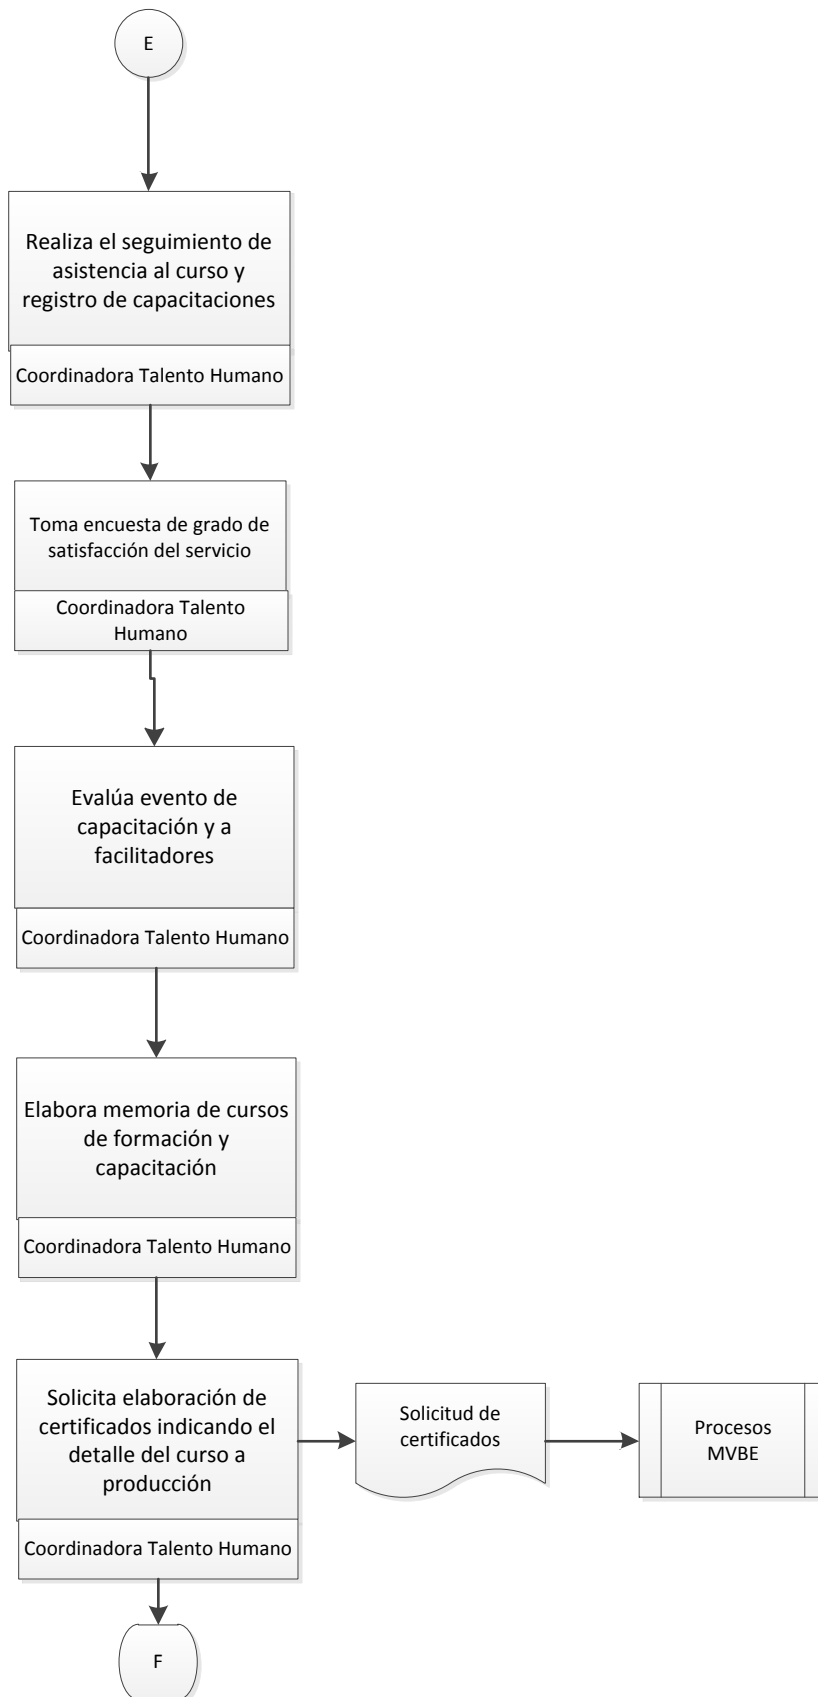 E
Realiza el seguimiento de
asistencia al curso y
registro de capacitaciones
Coordinadora Talento Humano
Toma encuesta de grado de
satisfacción del servicio
Coordinadora Talento
Humano
Evalúa evento de
capacitación y a
facilitadores
Coordinadora Talento Humano
Elabora memoria de cursos
de formación y
capacitación
Coordinadora Talento Humano
Solicita elaboración de
certificados indicando el
detalle del curso a
producción
Coordinadora Talento Humano
Solicitud de
certificados
Procesos
MVBE
F